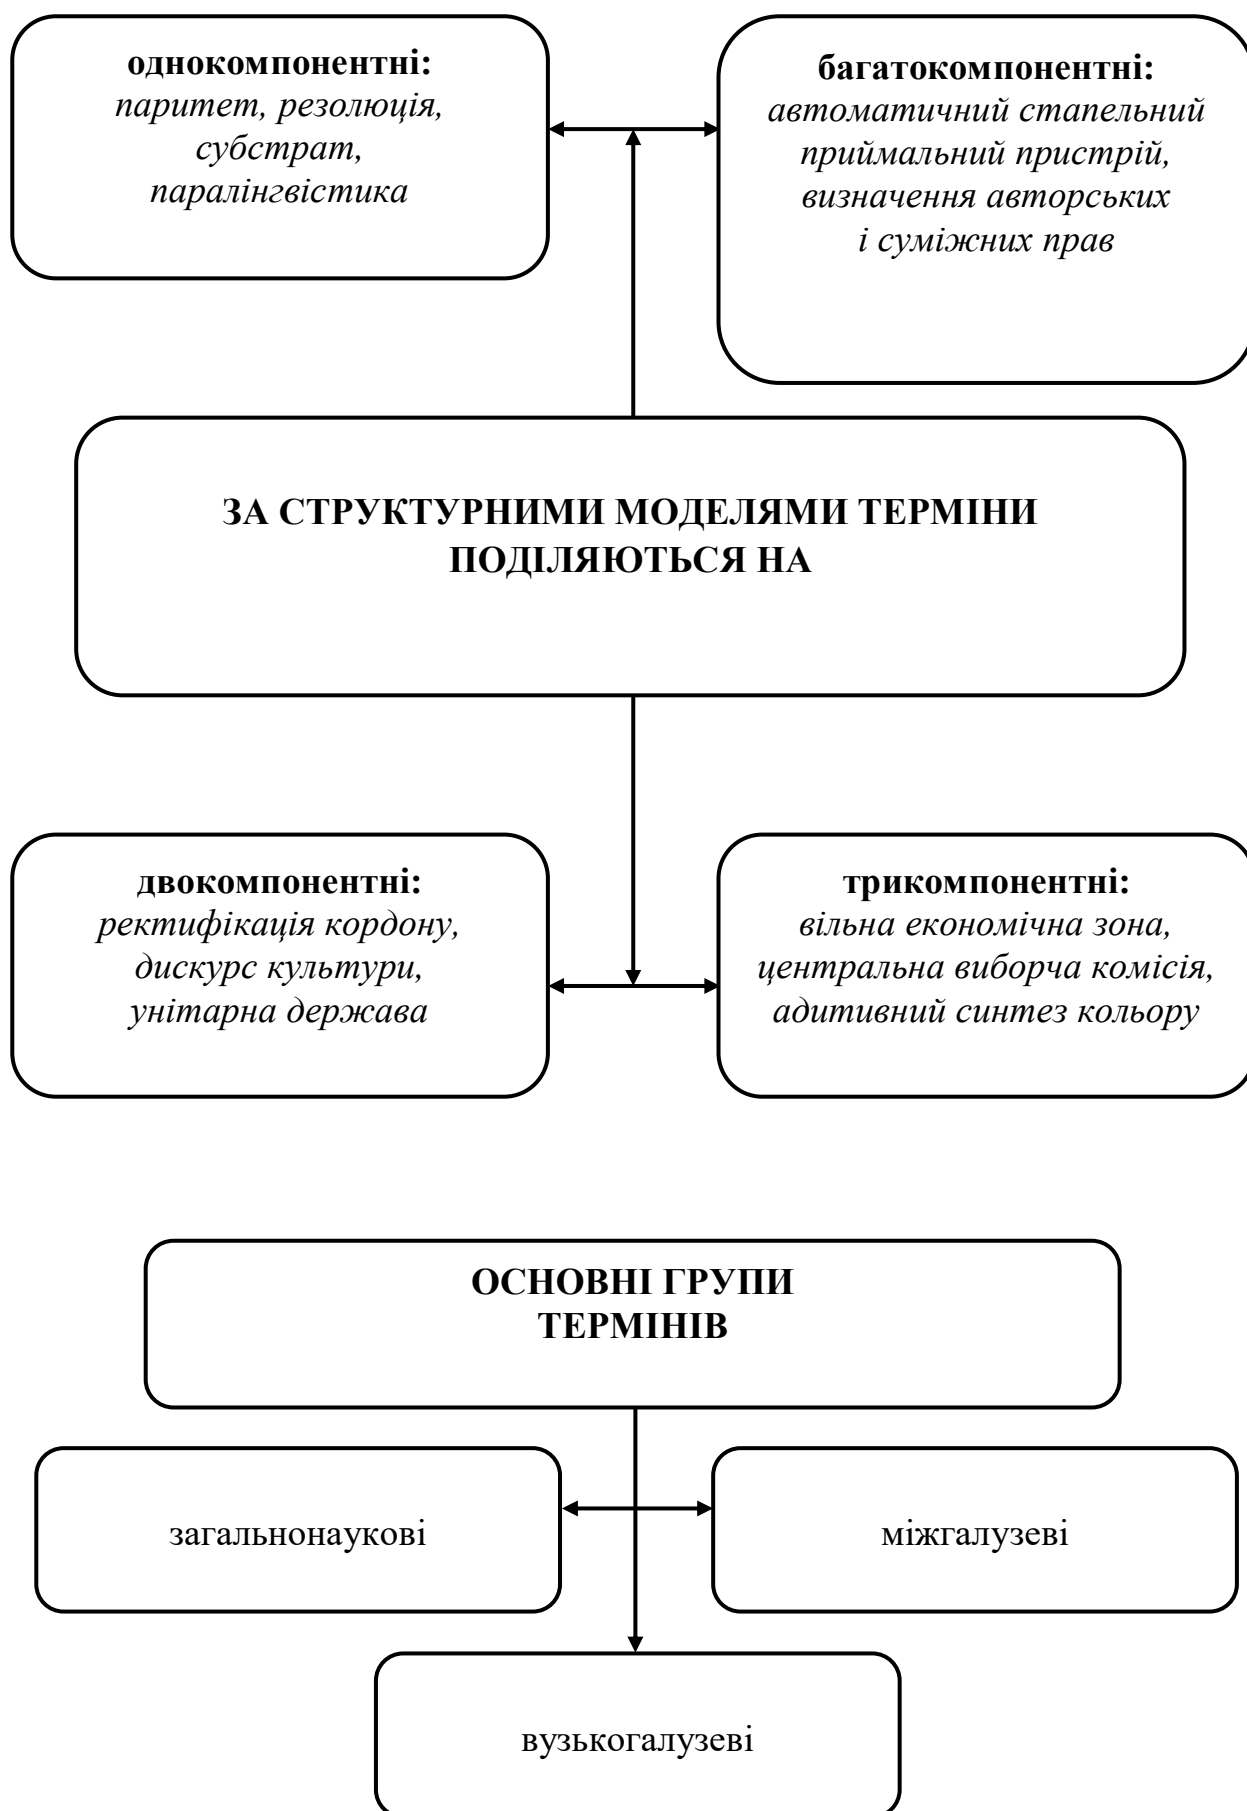 однокомпонентні:
паритет, резолюція,
субстрат,
паралінгвістика
багатокомпонентні:
автоматичний стапельний
приймальний пристрій,
визначення авторських
і суміжних прав
ЗА СТРУКТУРНИМИ МОДЕЛЯМИ ТЕРМІНИ
ПОДІЛЯЮТЬСЯ НА
двокомпонентні:
ректифікація кордону,
дискурс культури,
унітарна держава
трикомпонентні:
вільна економічна зона,
центральна виборча комісія,
адитивний синтез кольору
ОСНОВНІ ГРУПИ
ТЕРМІНІВ
загальнонаукові
міжгалузеві
вузькогалузеві